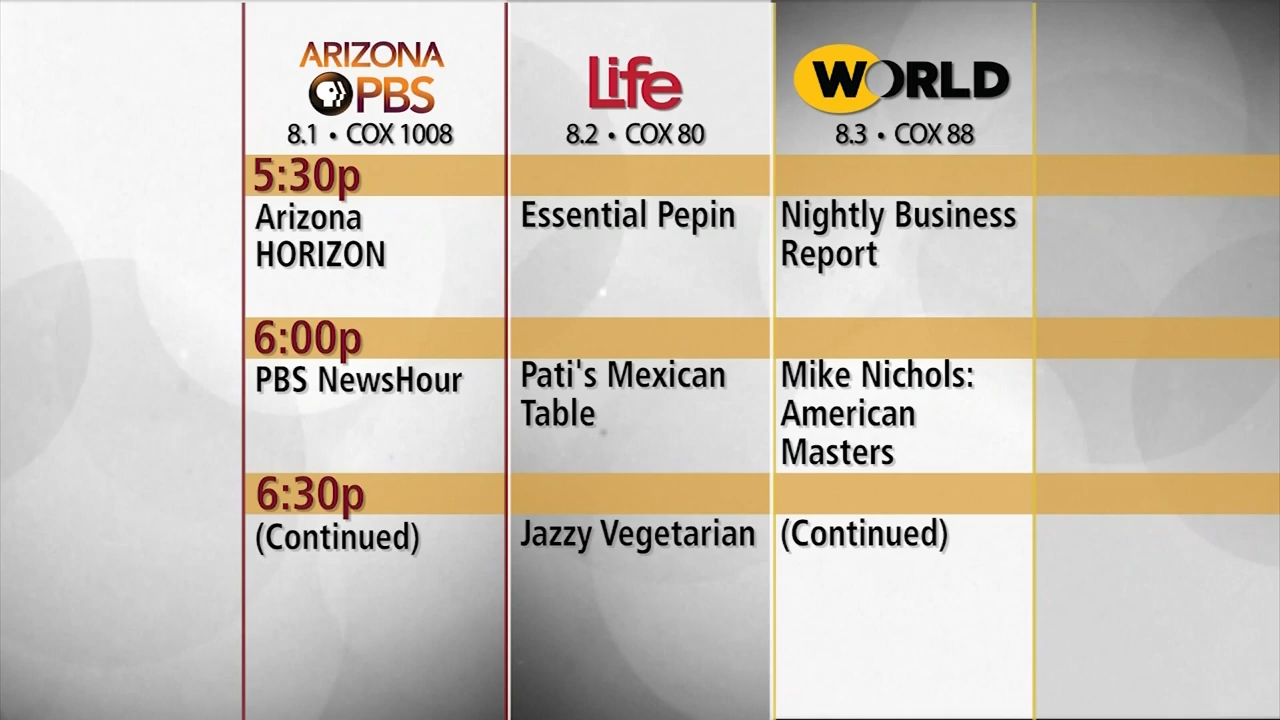 ARIZONA
PBS
8.1 • COX 1008
Life
8.2 • COX 80
WORLD
8.3 • COX 88
5:30p
Arizona
HORIZON
Essential Pepin
Nightly Business
Report
6:00p
PBS NewsHour
Pati's Mexican
Table
Mike Nichols:
American
Masters
6:30p
(Continued)
Jazzy Vegetarian
(Continued)